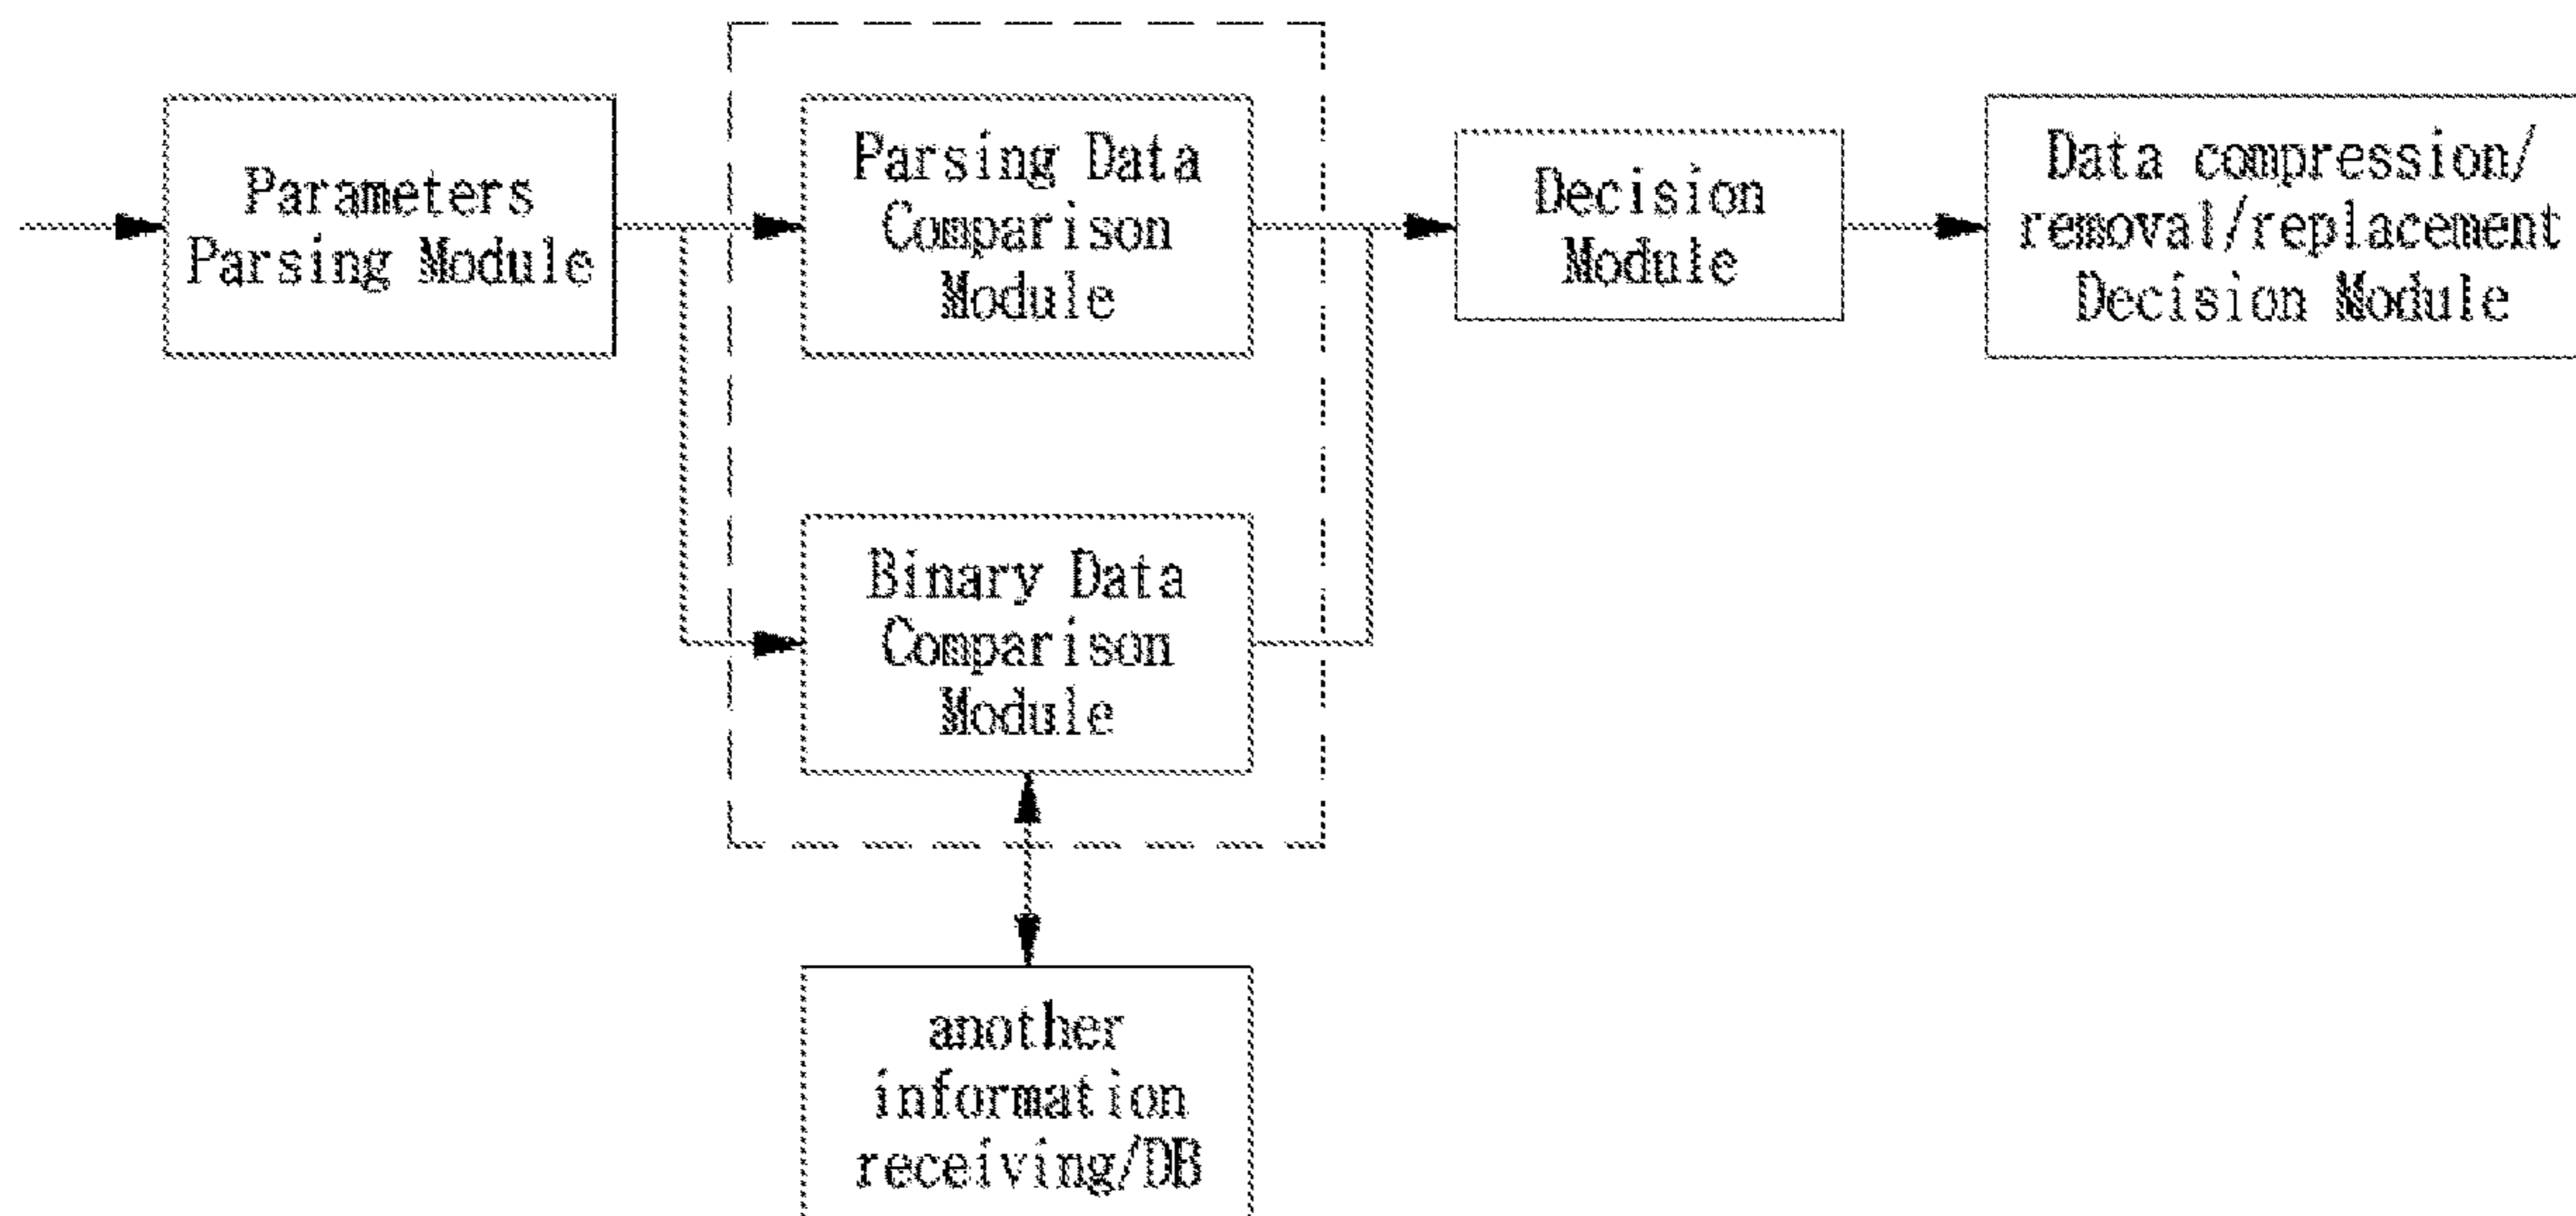 Parameters
Parsing Module
Parsing Data
Comparison
Module
Decision
Module
Data compression/
removal/replacement
Decision Module
Binary Data
Comparison
Module
another
information
receiving/DB